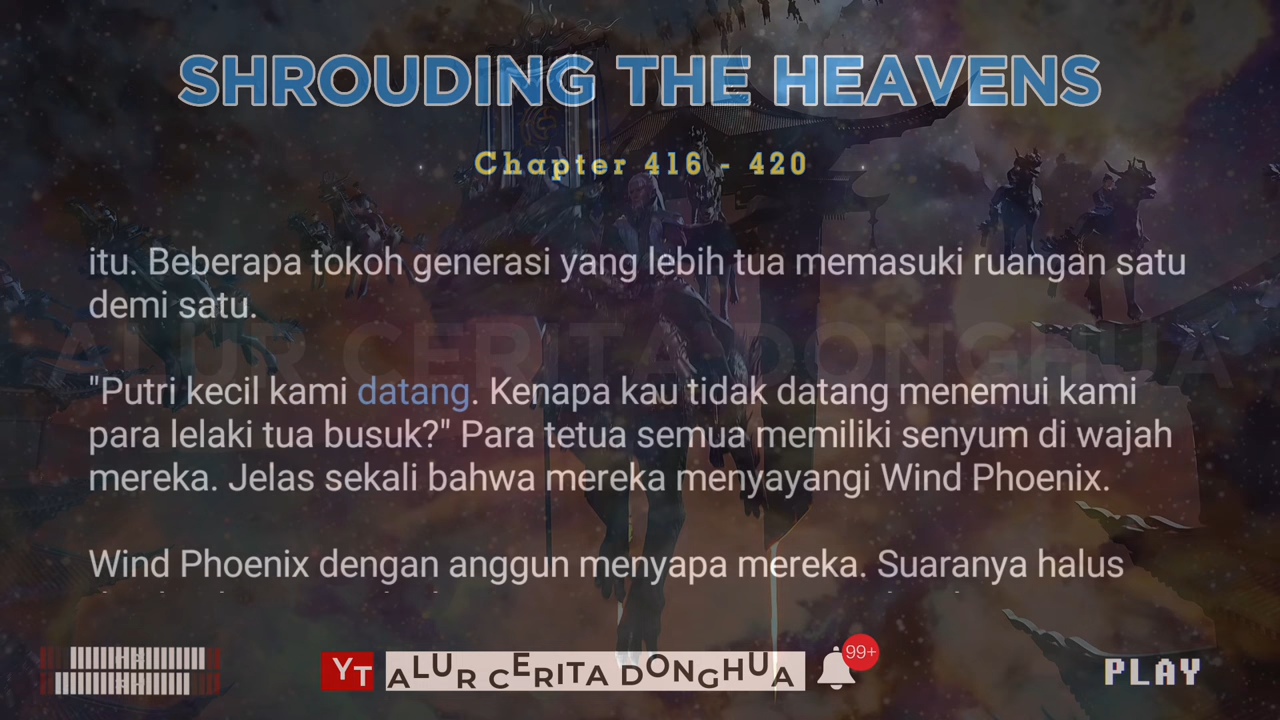 SHROUDING THE HEAVENS
Chapter 416 - 420
itu. Beberapa tokoh generasi yang lebih tua memasuki ruangan satu
demi satu.
ALUR CERITA DONGHUA
"Putri kecil kami datang. Kenapa kau tidak datang menemui kami
para lelaki tua busuk?" Para tetua semua memiliki senyum di wajah
mereka. Jelas sekali bahwa mereka menyayangi Wind Phoenix.
Wind Phoenix dengan anggun menyapa mereka. Suaranya halus
YT ALUR CERITA DONGHUA 99+
PLAY